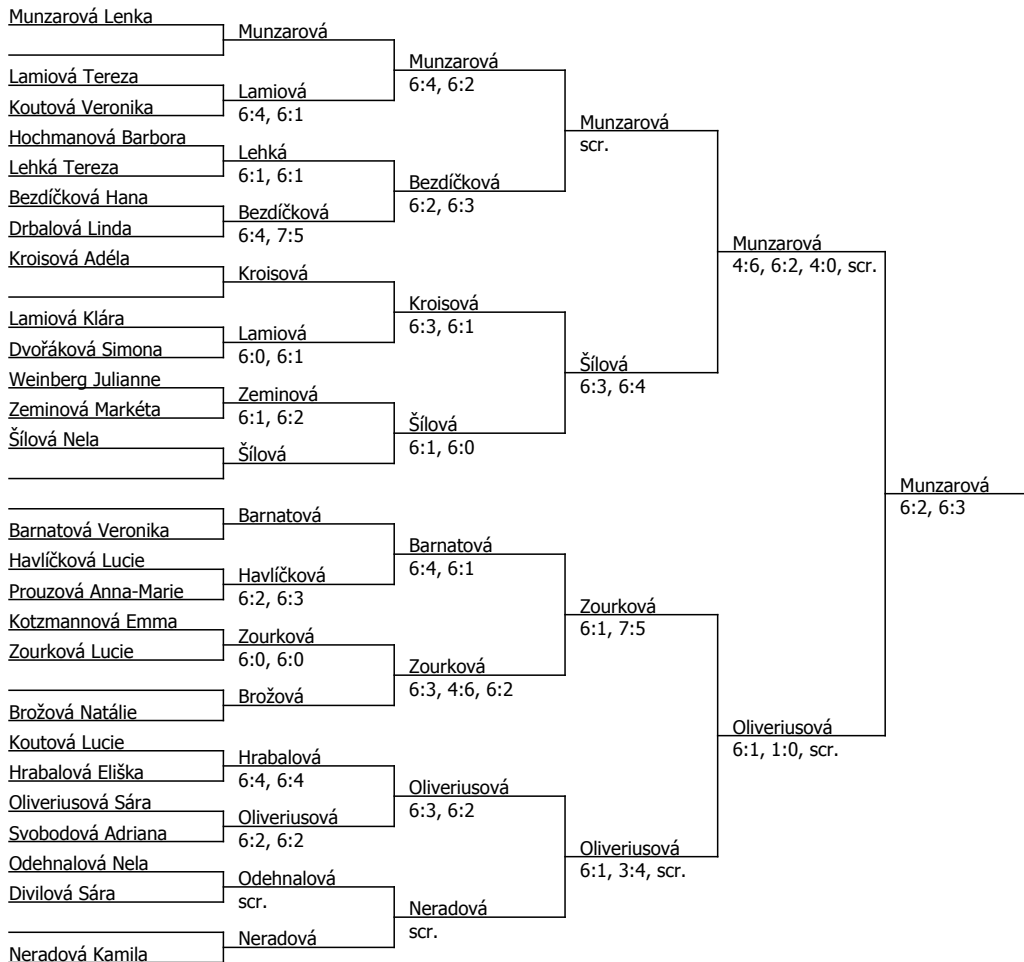 Munzarová Lenka
Munzarová
Munzarová
6:4, 6:2
Lamiová Tereza
Lamiová
6:4, 6:1
Koutová Veronika
Munzarová
scr.
Hochmanová Barbora
Lehká
6:1, 6:1
Lehká Tereza
Bezdíčková
6:2, 6:3
Bezdíčková Hana
Bezdíčková
6:4, 7:5
Drbalová Linda
Munzarová
4:6, 6:2, 4:0, scr.
Kroisová Adéla
Kroisová
Kroisová
6:3, 6:1
Lamiová Klára
Lamiová
6:0, 6:1
Dvořáková Simona
Šílová
6:3, 6:4
Weinberg Julianne
Zeminová
6:1, 6:2
Zeminová Markéta
Šílová
6:1, 6:0
Šílová Nela
Šílová
Munzarová
6:2, 6:3
Barnatová
Barnatová Veronika
Barnatová
6:4, 6:1
Havlíčková Lucie
Havlíčková
6:2, 6:3
Prouzová Anna-Marie
Zourková
6:1, 7:5
Kotzmannová Emma
Zourková
6:0, 6:0
Zourková Lucie
Zourková
6:3, 4:6, 6:2
Brožová
Brožová Natálie
Oliveriusová
6:1, 1:0, scr.
Koutová Lucie
Hrabalová
6:4, 6:4
Hrabalová Eliška
Oliveriusová
6:3, 6:2
Oliveriusová Sára
Oliveriusová
6:2, 6:2
Svobodová Adriana
Oliveriusová
6:1, 3:4, scr.
Odehnalová Nela
Odehnalová
scr.
Divilová Sára
Neradová
scr.
Neradová
Neradová Kamila